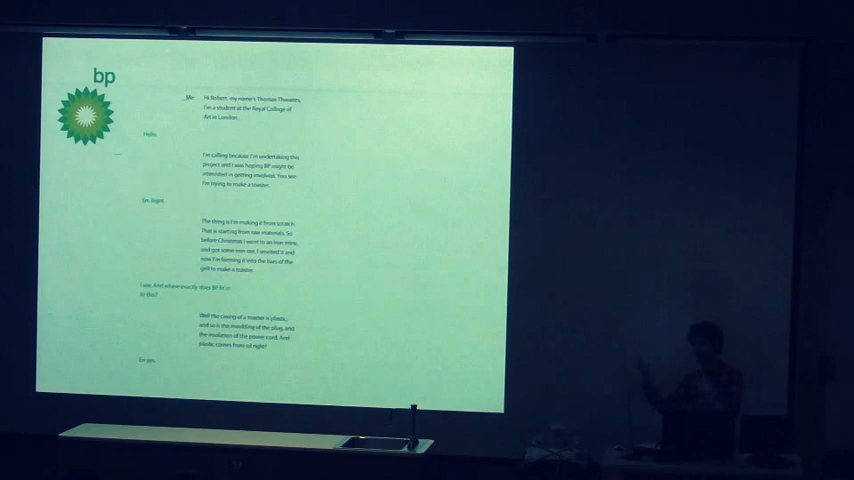 bp
Me Hi Robert, my name's Thomas Thwaites,
I'm a student at the Royal College of
Art in London.
Hello.
I'm calling because I'm undertaking this
project and I was hoping BP might be
interested in getting involved. You see
I'm trying to make a toaster.
Er, Right.
The thing is I'm making it from scratch.
That is starting from raw materials. So
before Christmas I went to an iron mine,
and got some iron ore. I smelted it and
now I'm forming it into the bars of the
grill to make a toaster.
I see. And where exactly does BP fit in
to this?
Well the casing of a toaster is plastic,
and so is the moulding of the plug, and
the insulation of the power cord. And
plastic comes from oil right?
Err yes.